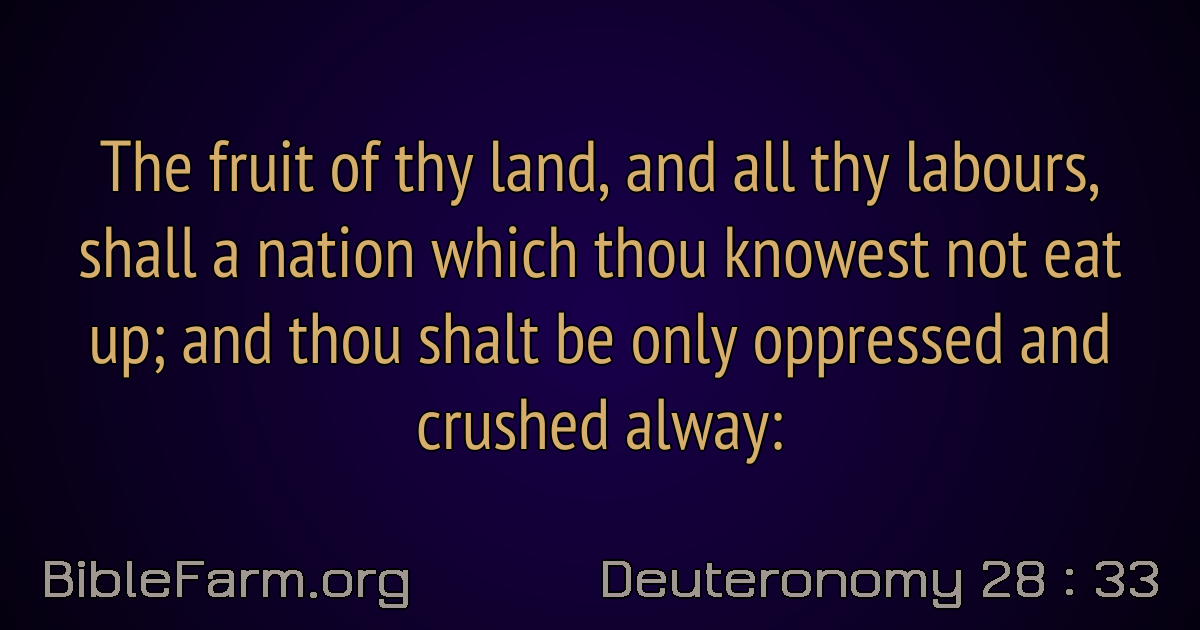 The fruit of thy land, and all thy labours,
shall a nation which thou knowest not eat
up; and thou shalt be only oppressed and
crushed alway:
BibleFarm.org
Deuteronomy 28 : 33